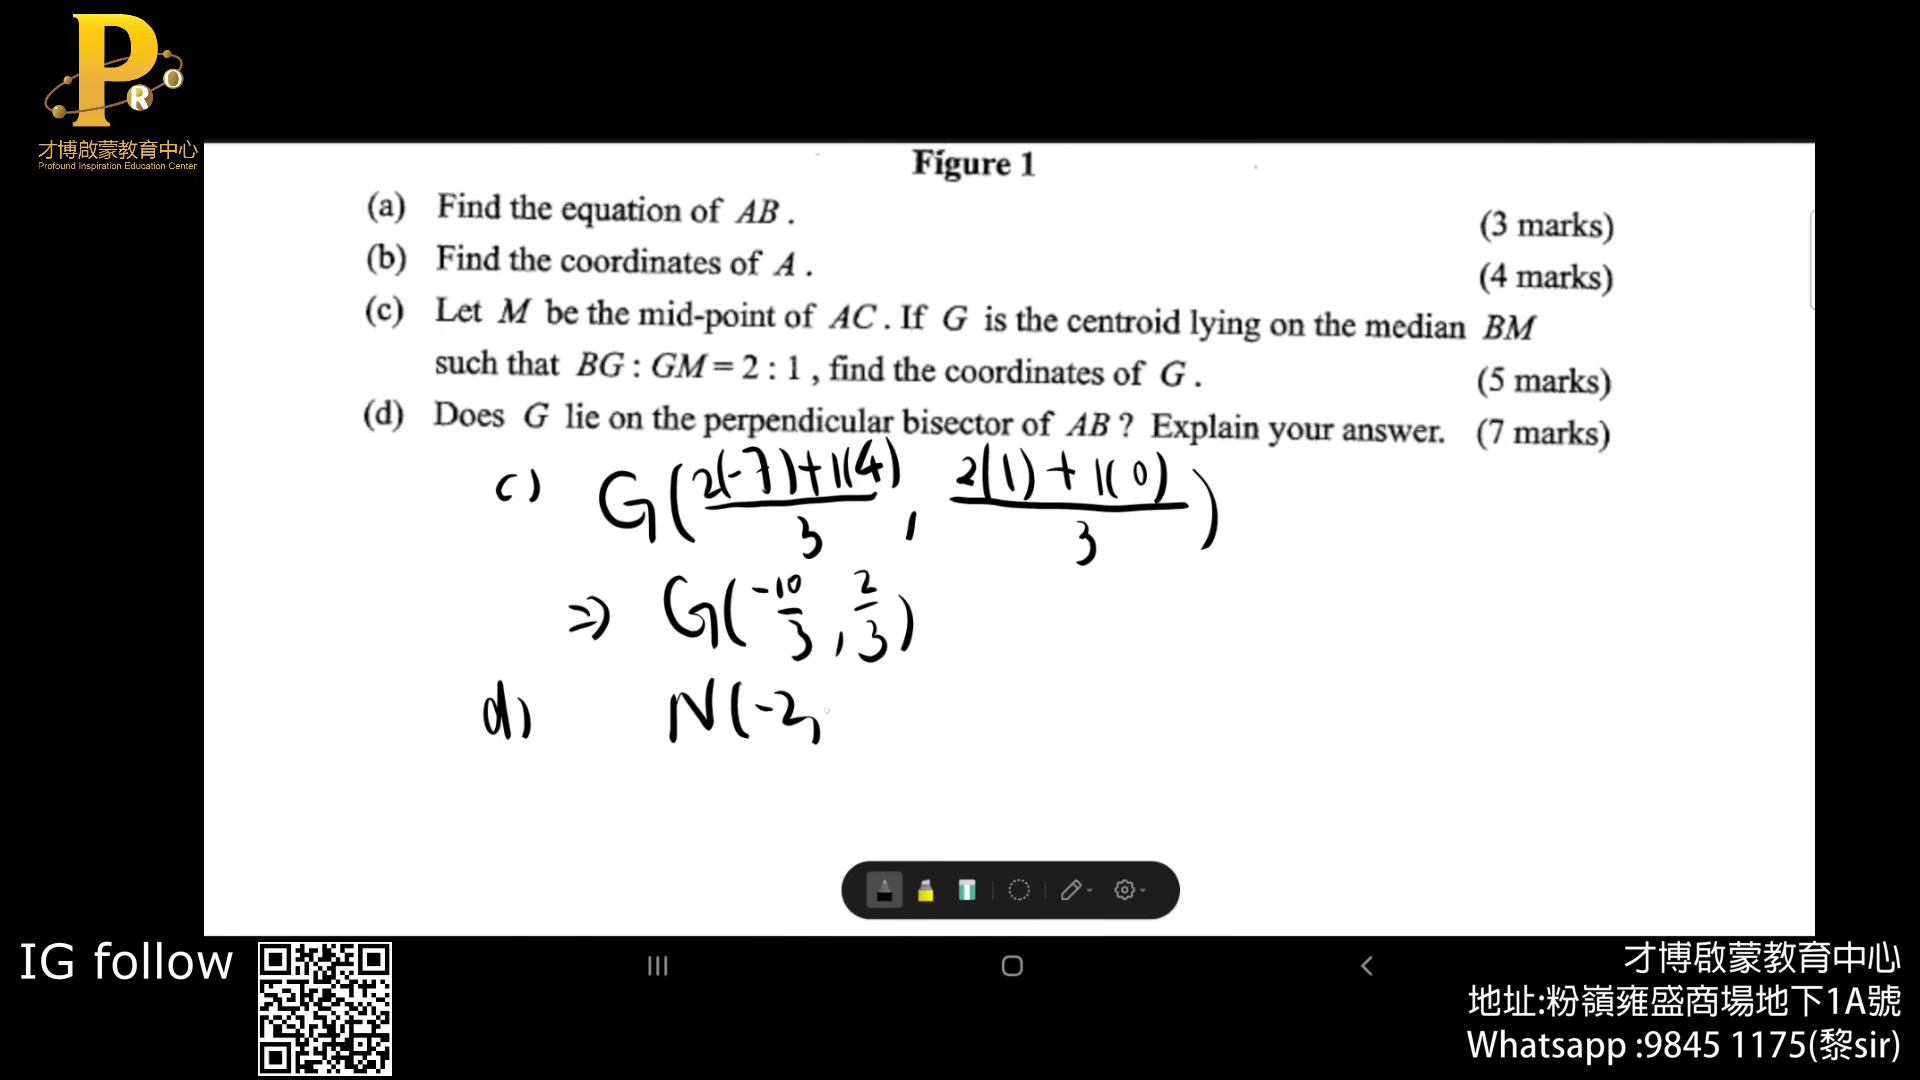 P
R
O
才博啟蒙教育中心
Profound Inspiration Education Center
Figure 1
(a) Find the equation of AB . (3 marks)
(b) Find the coordinates of A . (4 marks)
(c) Let M be the mid-point of AC . If G is the centroid lying on the median BM
such that BG : GM = 2 : 1 , find the coordinates of G . (5 marks)
(d) Does G lie on the perpendicular bisector of AB ? Explain your answer. (7 marks)
c) G( 2(-7)+1(4) / 3 , 2(1)+1(0) / 3 )
⇒ G( -10/3 , 2/3 )
d) N(-2,
IG follow
才博啟蒙教育中心
地址:粉嶺雍盛商場地下1A號
Whatsapp :9845 1175(黎sir)